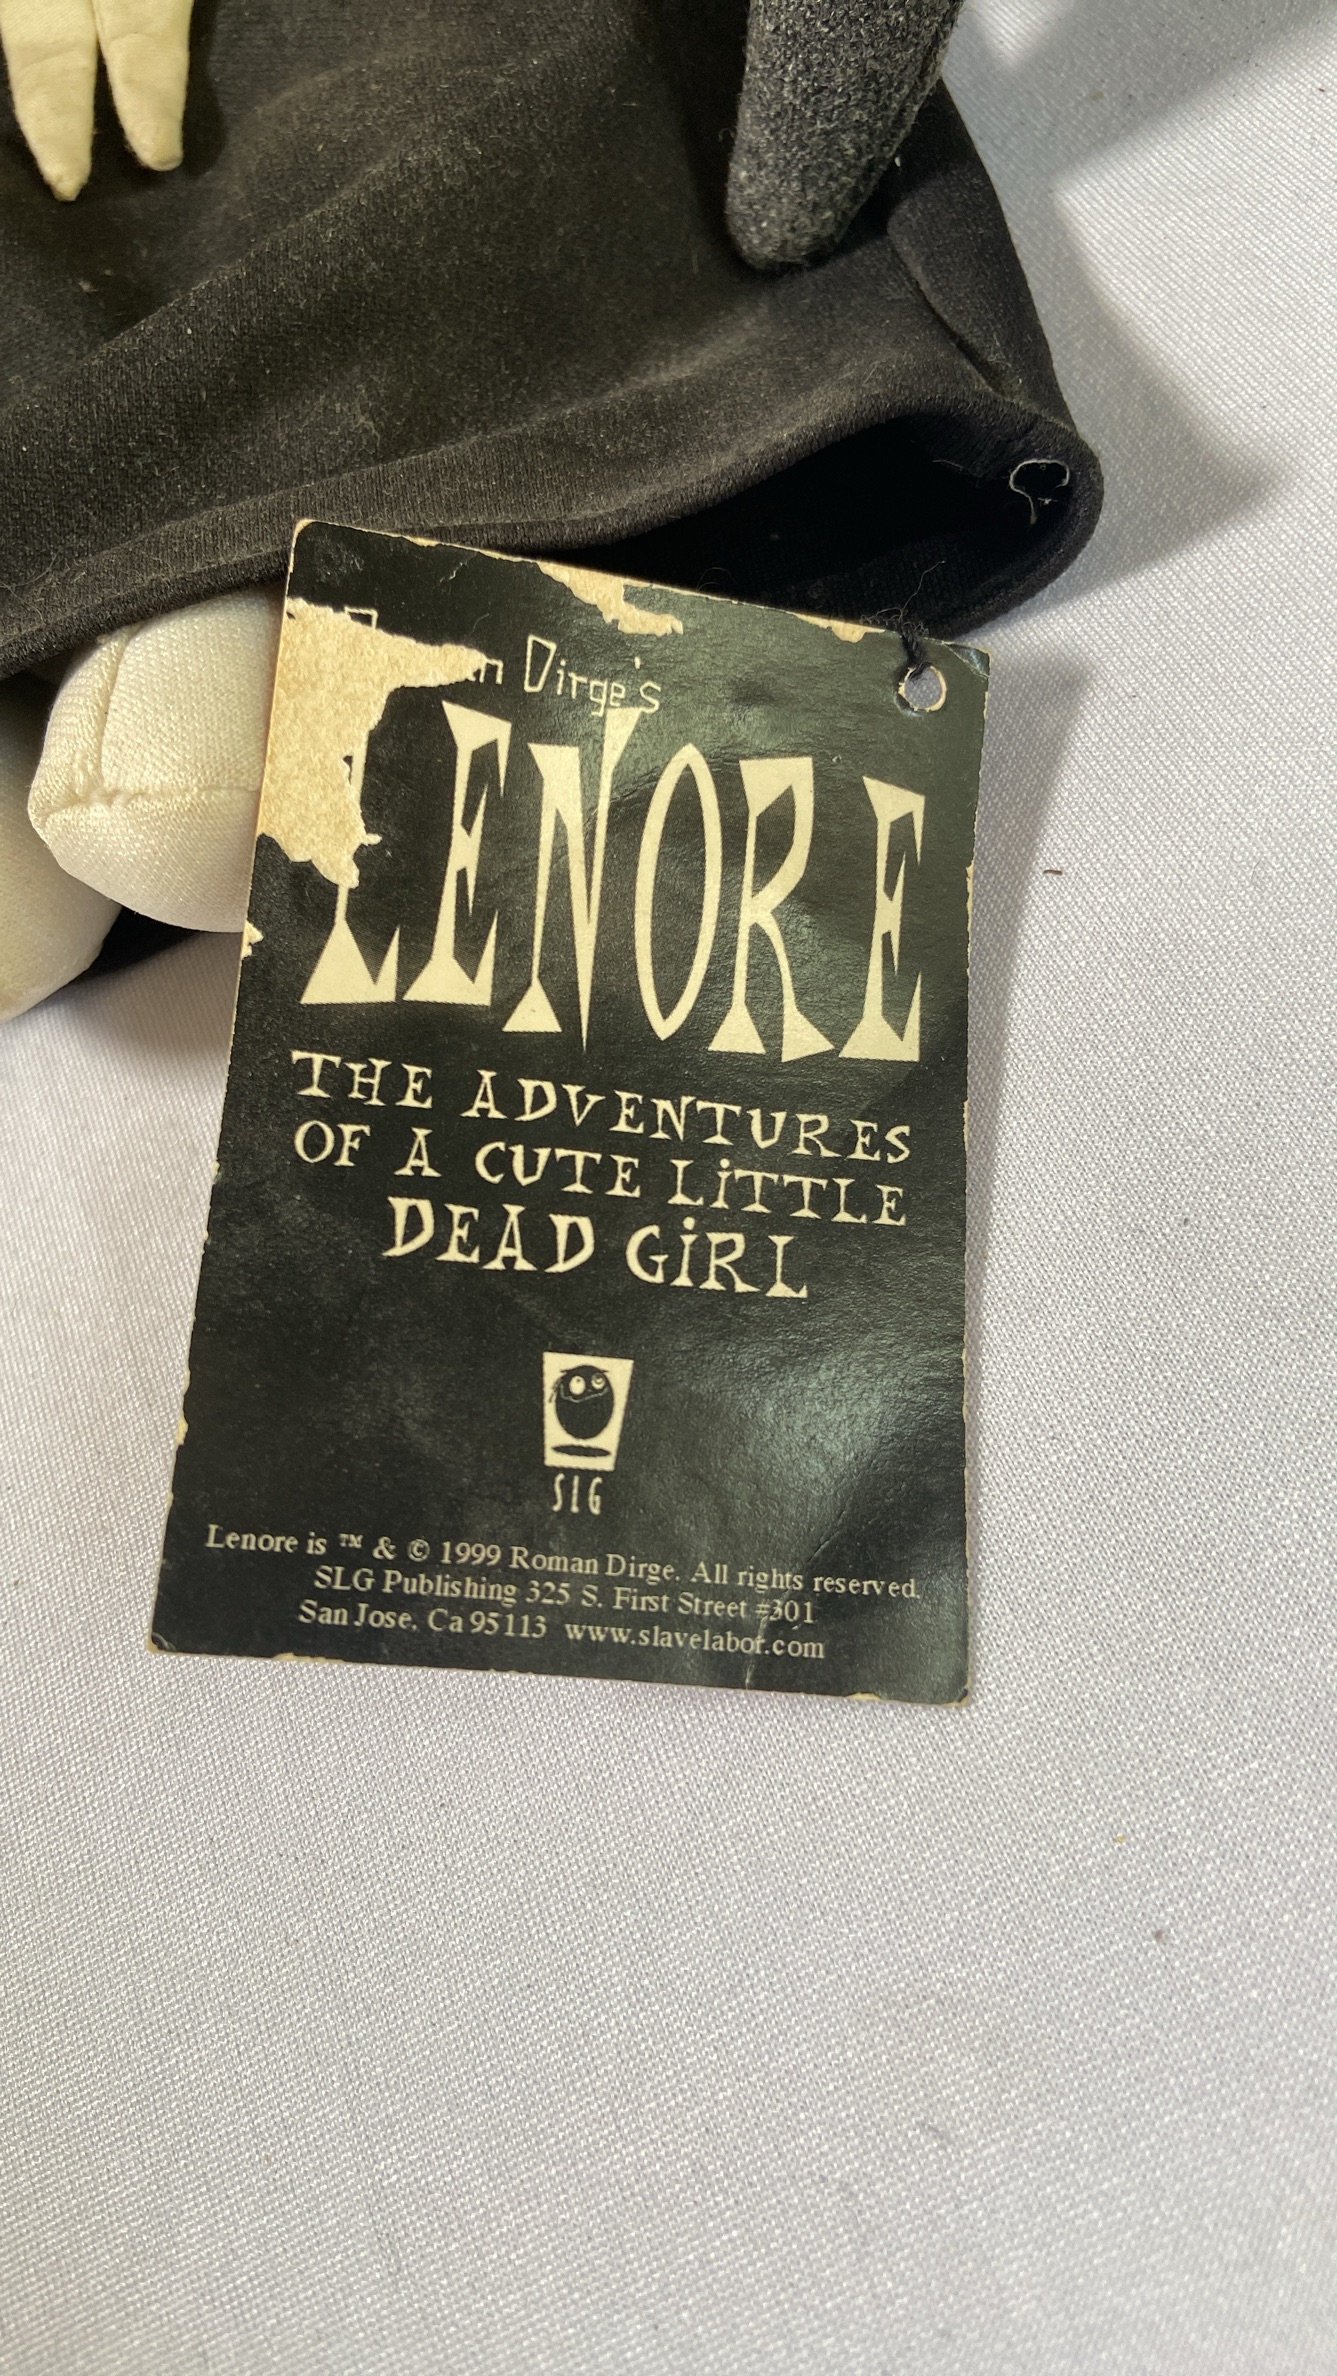 Dirge's
LENORE
THE ADVENTURES
OF A CUTE LiTTLE
DEAD GiRL
SLG
Lenore is ™ & © 1999 Roman Dirge. All rights reserved.
SLG Publishing 325 S. First Street #301
San Jose, Ca 95113 www.slavelabor.com